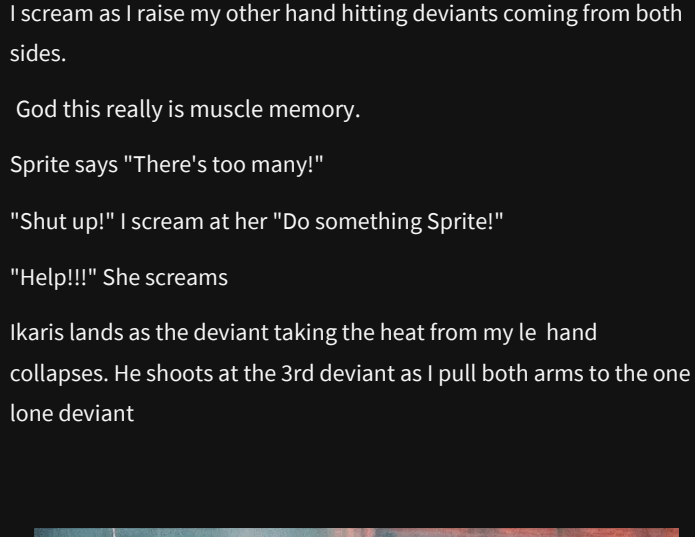 I scream as I raise my other hand hitting deviants coming from both
sides.
God this really is muscle memory.
Sprite says "There's too many!"
"Shut up!" I scream at her "Do something Sprite!"
"Help!!!" She screams
Ikaris lands as the deviant taking the heat from my le hand
collapses. He shoots at the 3rd deviant as I pull both arms to the one
lone deviant